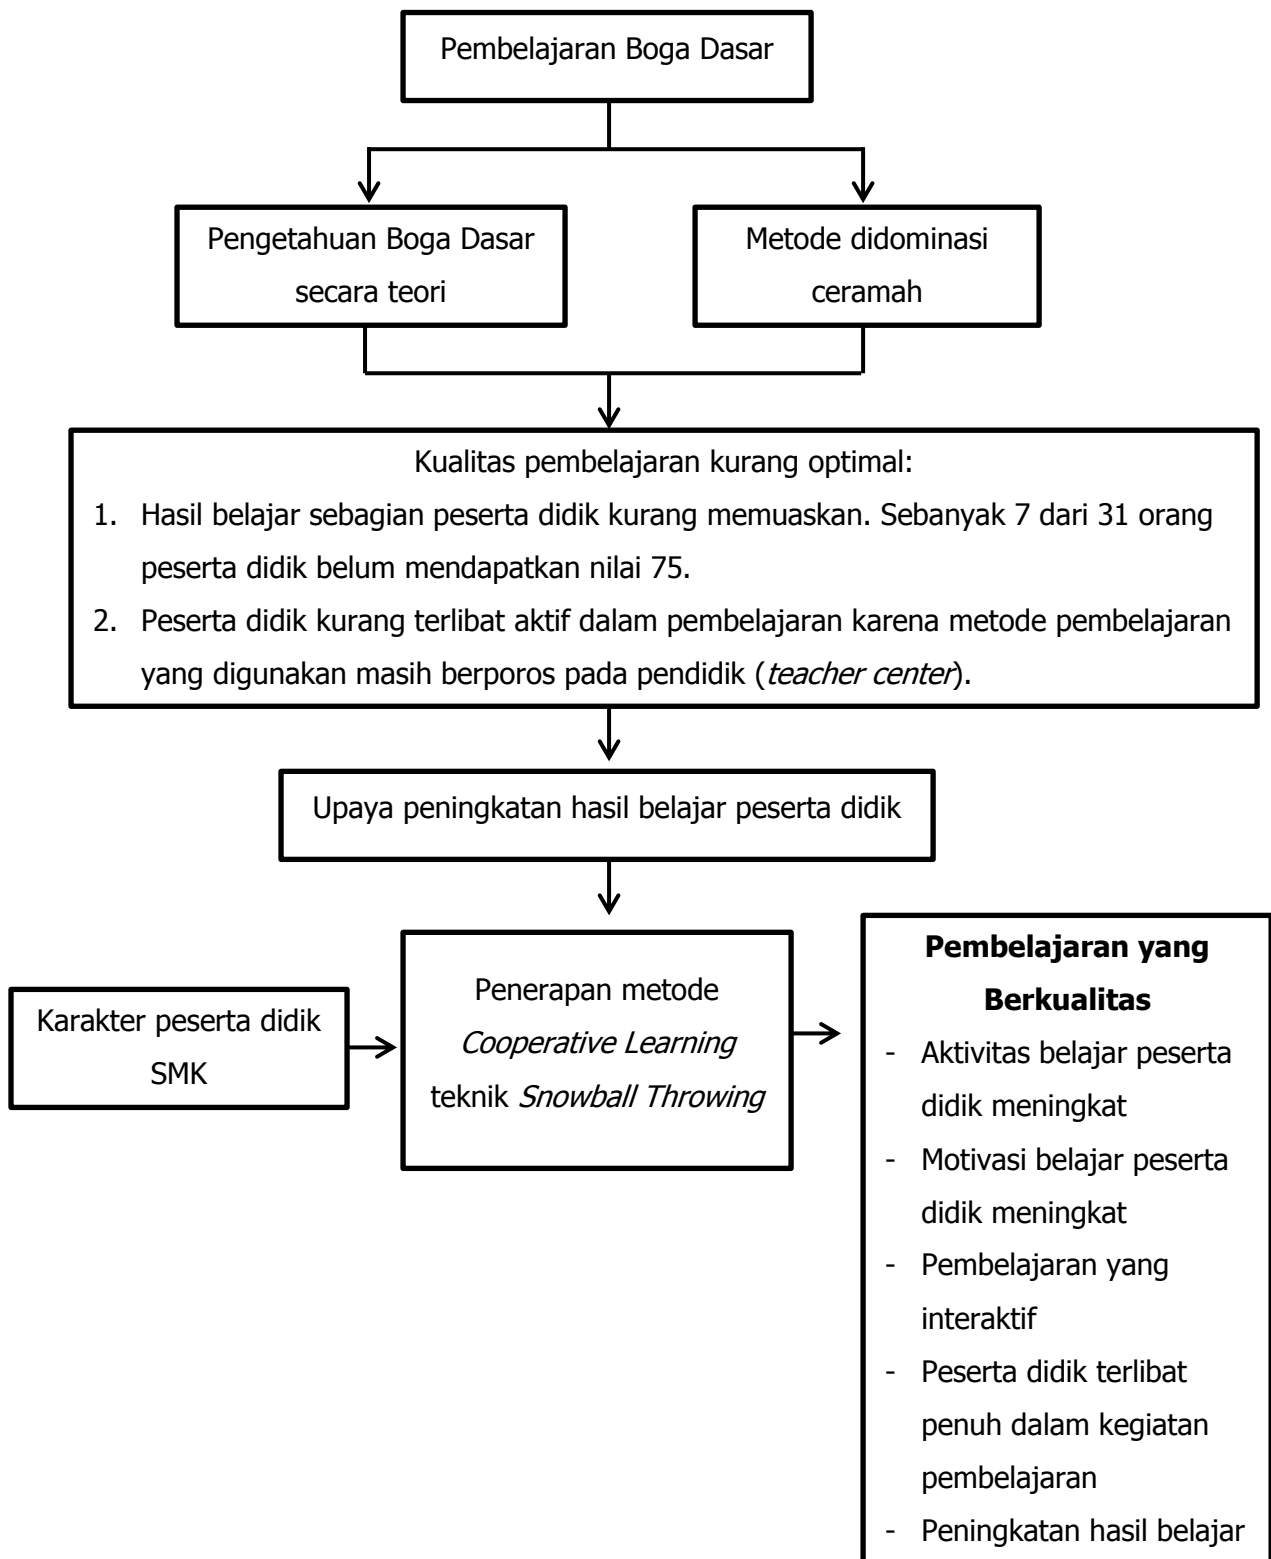 Pembelajaran Boga Dasar
Pengetahuan Boga Dasar
secara teori
Metode didominasi
ceramah
Kualitas pembelajaran kurang optimal:
1. Hasil belajar sebagian peserta didik kurang memuaskan. Sebanyak 7 dari 31 orang
peserta didik belum mendapatkan nilai 75.
2. Peserta didik kurang terlibat aktif dalam pembelajaran karena metode pembelajaran
yang digunakan masih berporos pada pendidik (teacher center).
Upaya peningkatan hasil belajar peserta didik
Karakter peserta didik
SMK
Penerapan metode
Cooperative Learning
teknik Snowball Throwing
Pembelajaran yang
Berkualitas
- Aktivitas belajar peserta
didik meningkat
- Motivasi belajar peserta
didik meningkat
- Pembelajaran yang
interaktif
- Peserta didik terlibat
penuh dalam kegiatan
pembelajaran
- Peningkatan hasil belajar